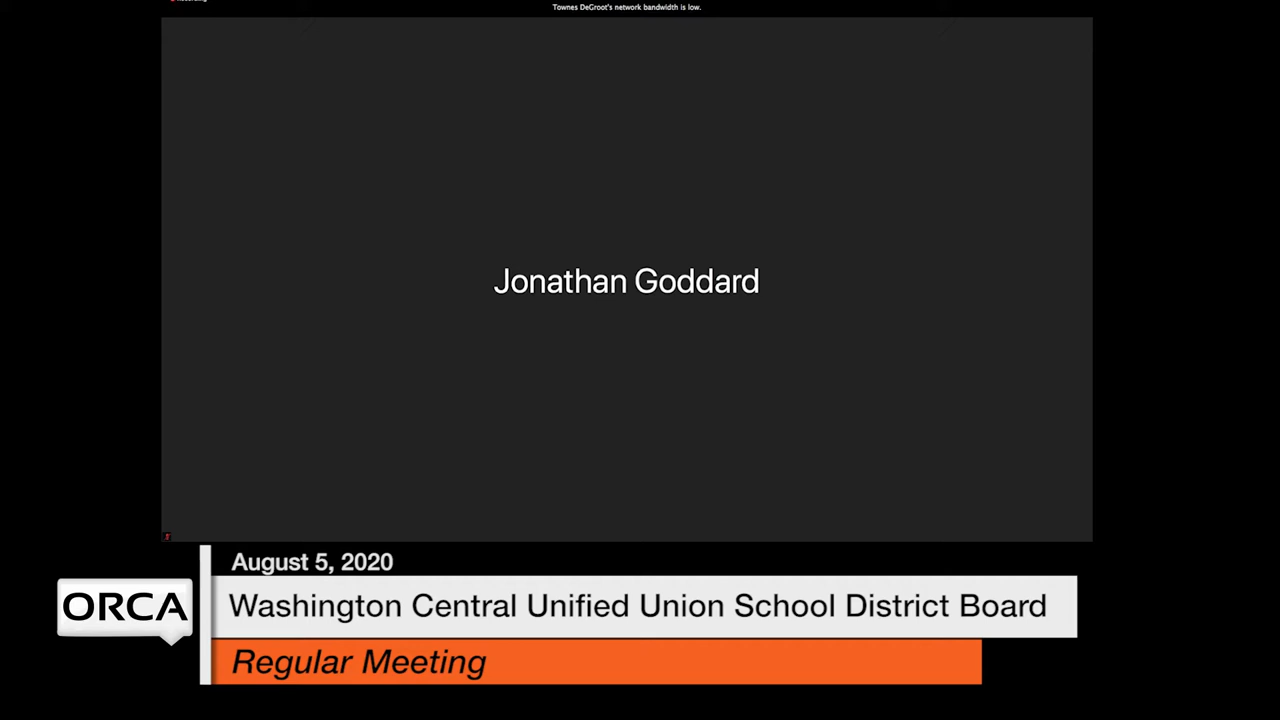 Recording
Townes DeGroot's network bandwidth is low.
Jonathan Goddard
August 5, 2020
ORCA
Washington Central Unified Union School District Board
Regular Meeting